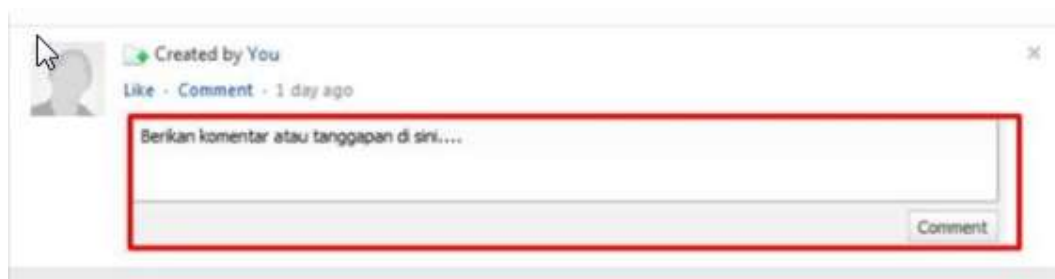 Created by You
Like - Comment - 1 day ago
Berikan komentar atau tanggapan di sini....
Comment